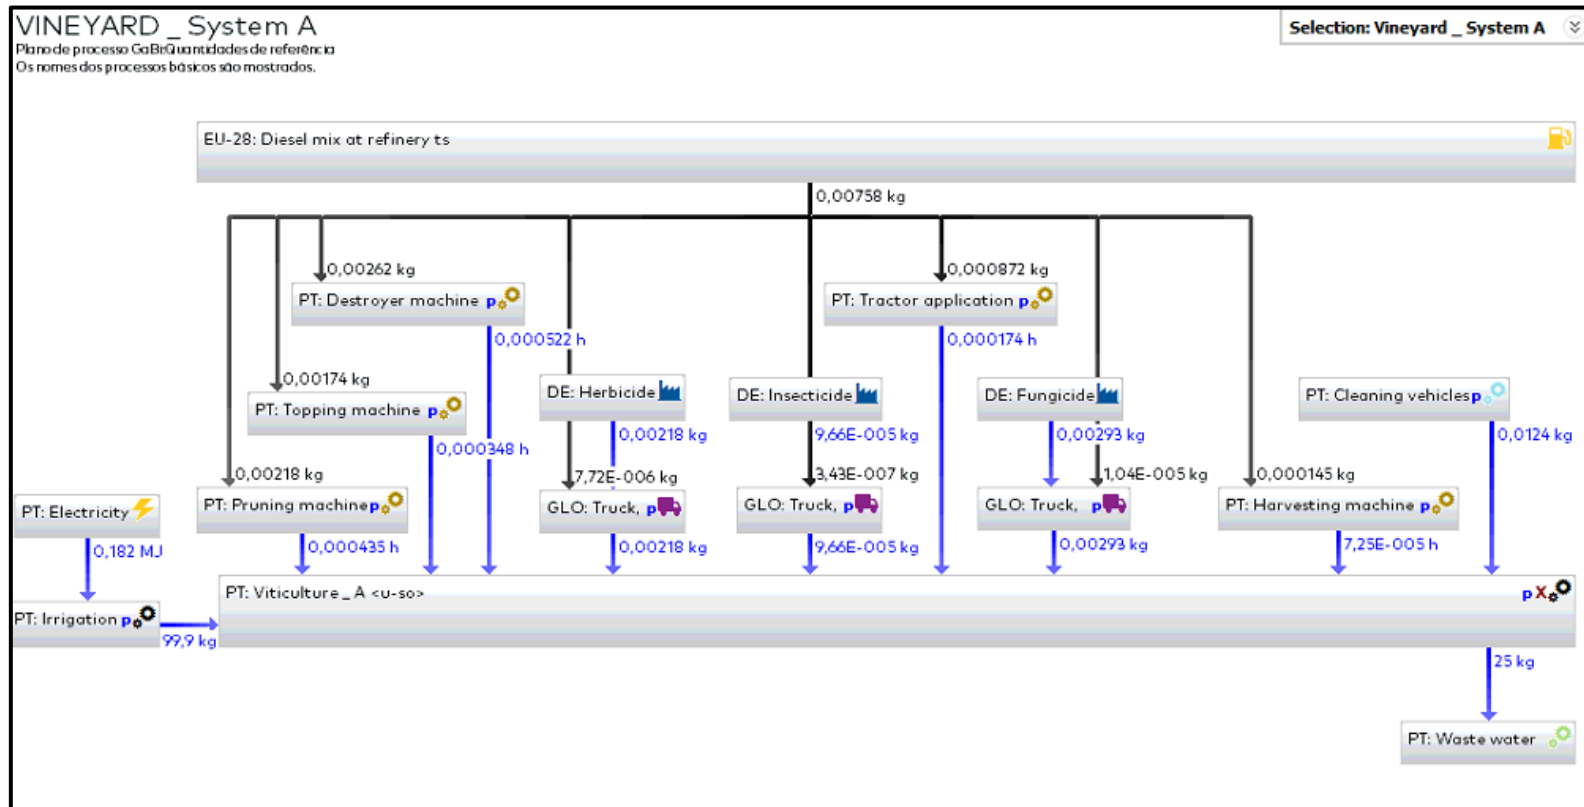 VINEYARD _ System A
Plano de processo GaBi:Quantidades de referência
Os nomes dos processos básicos são mostrados.
Selection: Vineyard _ System A
EU-28: Diesel mix at refinery ts
0,00758 kg
0,00262 kg
0,000872 kg
PT: Destroyer machine p
PT: Tractor application p
0,000522 h
0,000174 h
0,00174 kg
DE: Herbicide
DE: Insecticide
DE: Fungicide
PT: Cleaning vehicles p
PT: Topping machine p
0,00218 kg
9,66E-005 kg
0,00293 kg
0,0124 kg
0,000348 h
0,00218 kg
7,72E-006 kg
3,43E-007 kg
1,04E-005 kg
0,000145 kg
PT: Electricity
PT: Pruning machine p
GLO: Truck, p
GLO: Truck, p
GLO: Truck, p
PT: Harvesting machine p
0,182 MJ
0,000435 h
0,00218 kg
9,66E-005 kg
0,00293 kg
7,25E-005 h
PT: Viticulture _ A <u-so>
p X
PT: Irrigation p
99,9 kg
25 kg
PT: Waste water